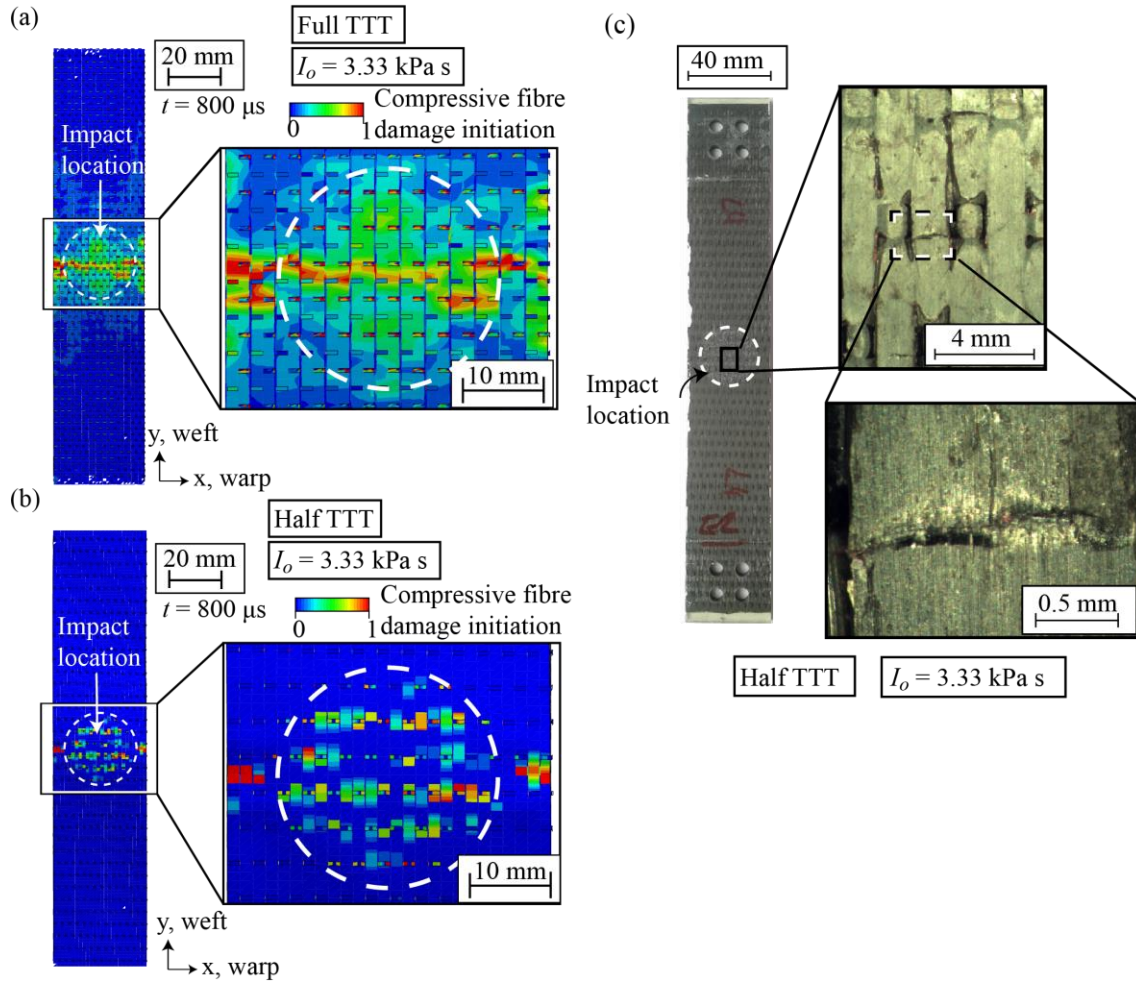 (a)
20 mm
t = 800 μs
Full TTT
I_o = 3.33 kPa s
Compressive fibre
damage initiation
0
1
Impact
location
10 mm
y, weft
x, warp
(b)
20 mm
t = 800 μs
Half TTT
I_o = 3.33 kPa s
Compressive fibre
damage initiation
0
1
Impact
location
10 mm
y, weft
x, warp
(c)
40 mm
Impact
location
4 mm
0.5 mm
Half TTT
I_o = 3.33 kPa s